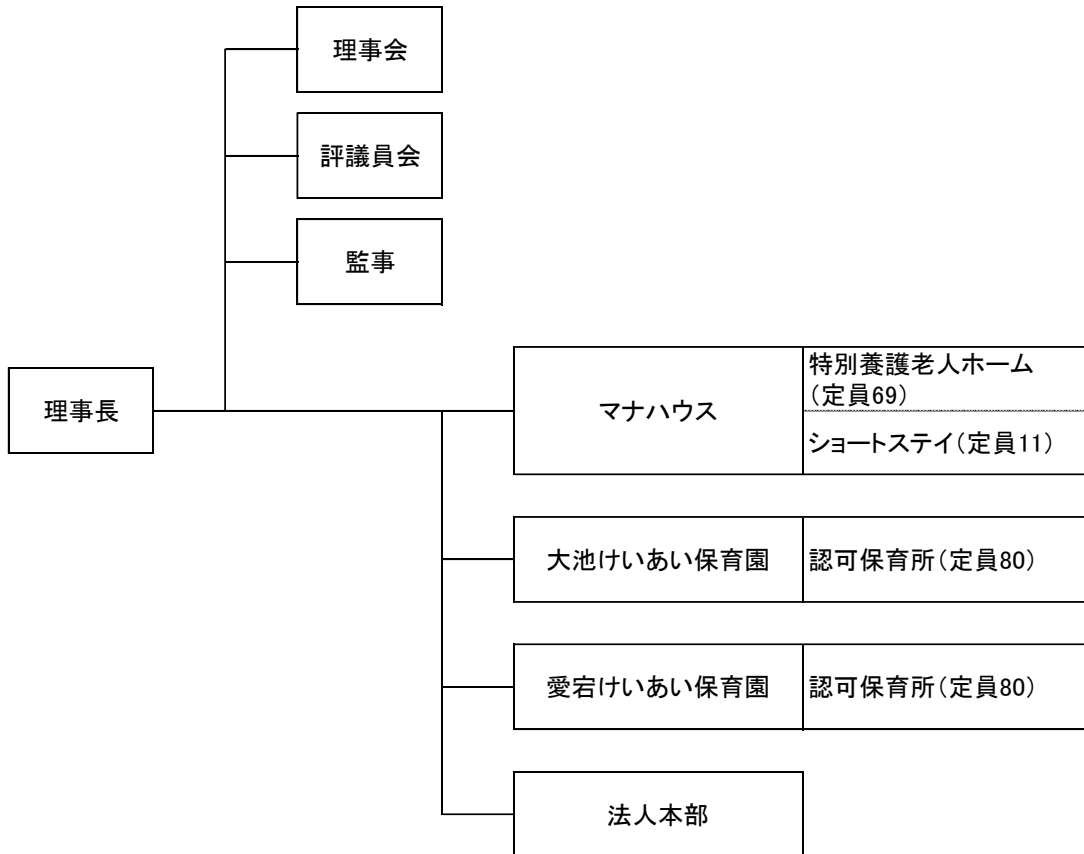 理事会
評議員会
監事
理事長
マナハウス
特別養護老人ホーム
(定員69)
ショートステイ(定員11)
大池けいあい保育園
認可保育所(定員80)
愛宕けいあい保育園
認可保育所(定員80)
法人本部